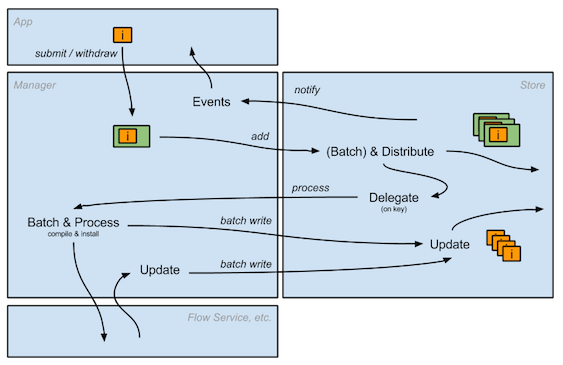 App
i
submit / withdraw
Manager
Store
notify
Events
i
i
add
(Batch) & Distribute
process
Delegate
(on key)
Batch & Process
compile & install
batch write
Update
i
Update
batch write
Flow Service, etc.